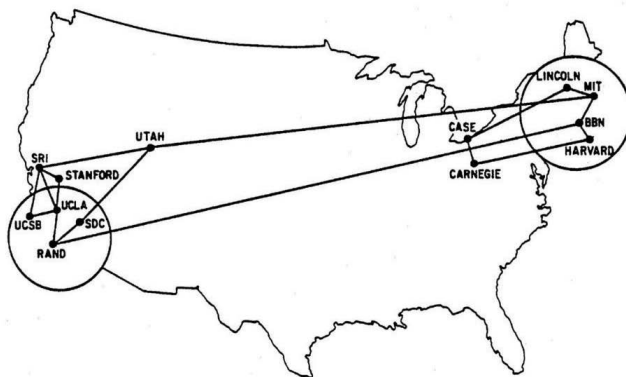 LINCOLN
MIT
CASE
BBN
UTAH
HARVARD
SRI
CARNEGIE
STANFORD
UCLA
UCSB
SDC
RAND